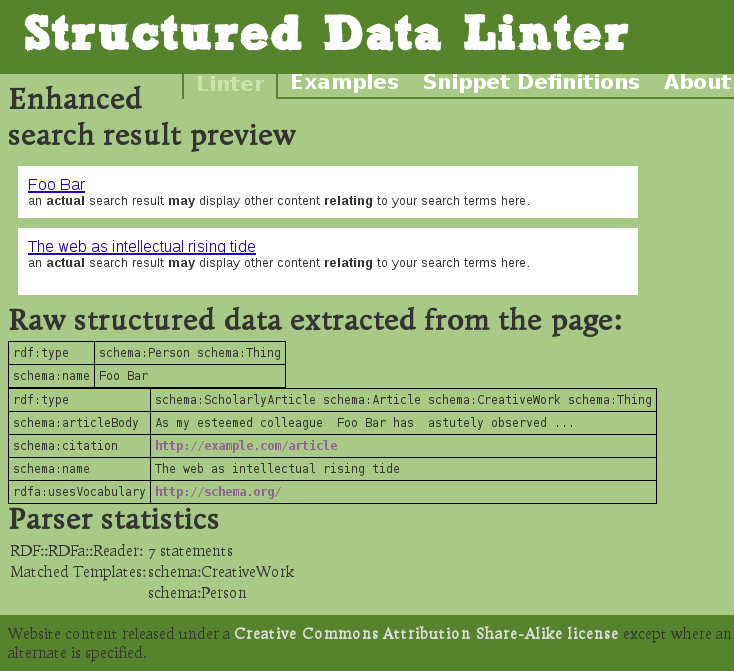 Structured Data Linter
Linter Examples Snippet Definitions About
Enhanced
search result preview
Foo Bar
an actual search result may display other content relating to your search terms here.
The web as intellectual rising tide
an actual search result may display other content relating to your search terms here.
Raw structured data extracted from the page:
rdf:type schema:Person schema:Thing
schema:name Foo Bar
rdf:type schema:ScholarlyArticle schema:Article schema:CreativeWork schema:Thing
schema:articleBody As my esteemed colleague Foo Bar has astutely observed ...
schema:citation http://example.com/article
schema:name The web as intellectual rising tide
rdfa:usesVocabulary http://schema.org/
Parser statistics
RDF::RDFa::Reader: 7 statements
Matched Templates: schema:CreativeWork
schema:Person
Website content released under a Creative Commons Attribution Share-Alike license except where an
alternate is specified.